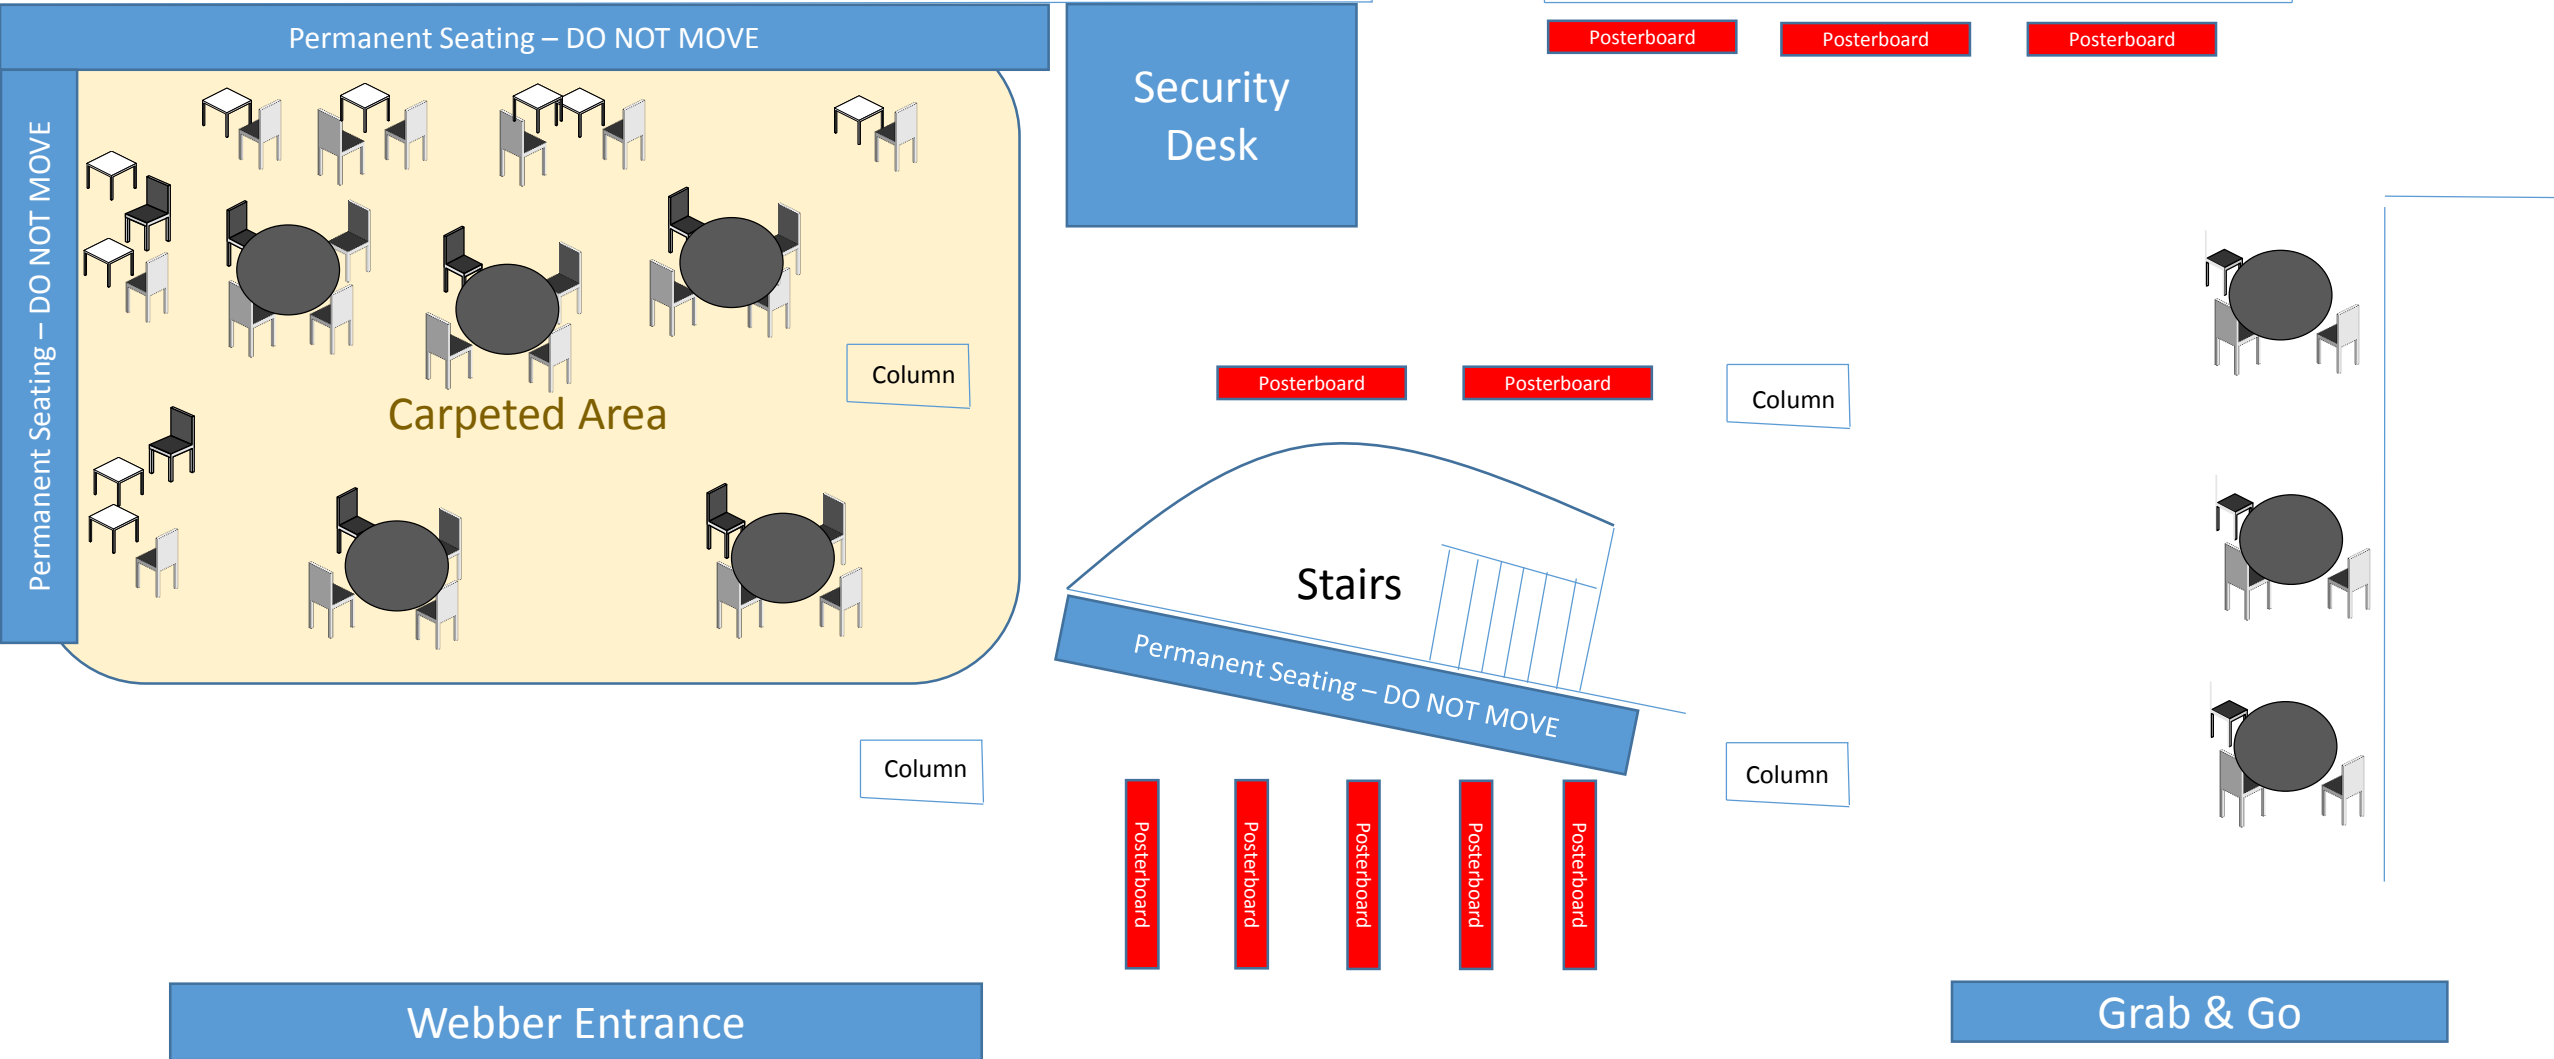 Permanent Seating – DO NOT MOVE
Permanent Seating – DO NOT MOVE
Security
Desk
Posterboard
Posterboard
Posterboard
Column
Carpeted Area
Posterboard
Posterboard
Column
Stairs
Permanent Seating – DO NOT MOVE
Column
Column
Posterboard
Posterboard
Posterboard
Posterboard
Posterboard
Webber Entrance
Grab & Go